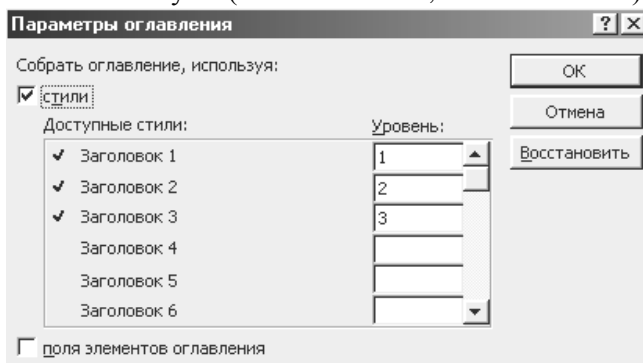 Параметры оглавления
Собрать оглавление, используя:
стили
Доступные стили: Уровень:
Заголовок 1 1
Заголовок 2 2
Заголовок 3 3
Заголовок 4
Заголовок 5
Заголовок 6
поля элементов оглавления
ОК
Отмена
Восстановить